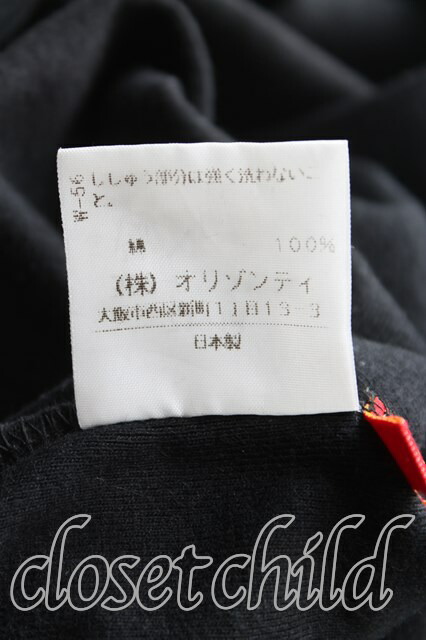 W-56
ししゅう部分は強く洗わないこ
と。
綿 100%
(株) オリゾンティ
大阪市西区新町1丁目13-3
日本製
closet child